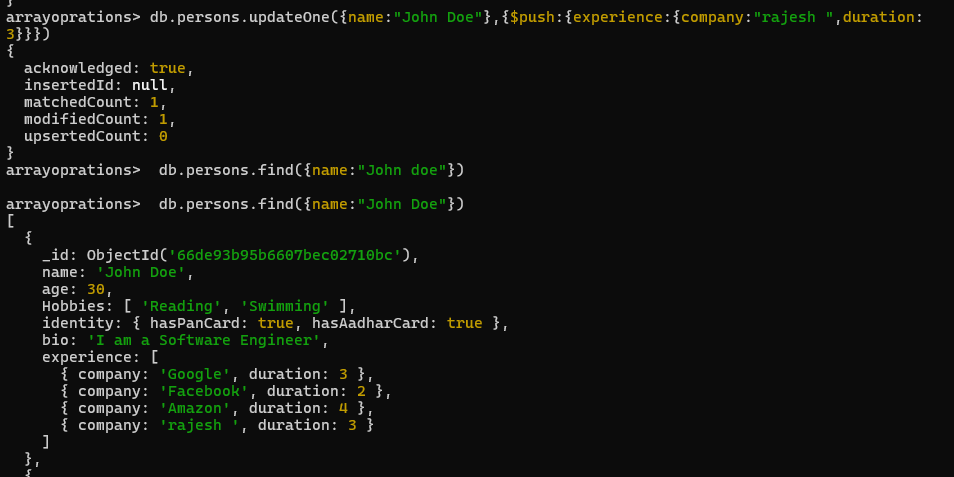 }
arrayoprations> db.persons.updateOne({name:"John Doe"},{$push:{experience:{company:"rajesh ",duration:
3}}})
{
  acknowledged: true,
  insertedId: null,
  matchedCount: 1,
  modifiedCount: 1,
  upsertedCount: 0
}
arrayoprations>  db.persons.find({name:"John doe"})

arrayoprations>  db.persons.find({name:"John Doe"})
[
  {
    _id: ObjectId('66de93b95b6607bec02710bc'),
    name: 'John Doe',
    age: 30,
    Hobbies: [ 'Reading', 'Swimming' ],
    identity: { hasPanCard: true, hasAadharCard: true },
    bio: 'I am a Software Engineer',
    experience: [
      { company: 'Google', duration: 3 },
      { company: 'Facebook', duration: 2 },
      { company: 'Amazon', duration: 4 },
      { company: 'rajesh ', duration: 3 }
    ]
  },
  {